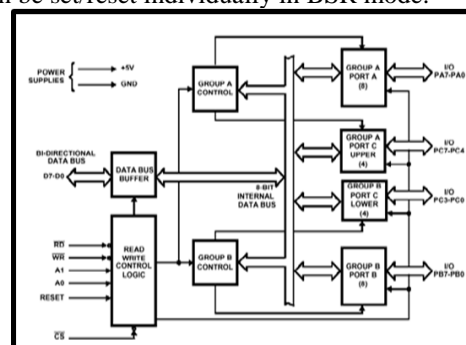 be set/reset individually in BSR mode.
POWER
SUPPLIES
+5V
GND
GROUP A
CONTROL
GROUP A
PORT A
(8)
I/O
PA7-PA0
GROUP A
PORT C
UPPER
(4)
I/O
PC7-PC4
BI-DIRECTIONAL
DATA BUS
D7-D0
DATA BUS
BUFFER
8-BIT
INTERNAL
DATA BUS
GROUP B
PORT C
LOWER
(4)
I/O
PC3-PC0
RD
WR
A1
A0
RESET
CS
READ
WRITE
CONTROL
LOGIC
GROUP B
CONTROL
GROUP B
PORT B
(8)
I/O
PB7-PB0